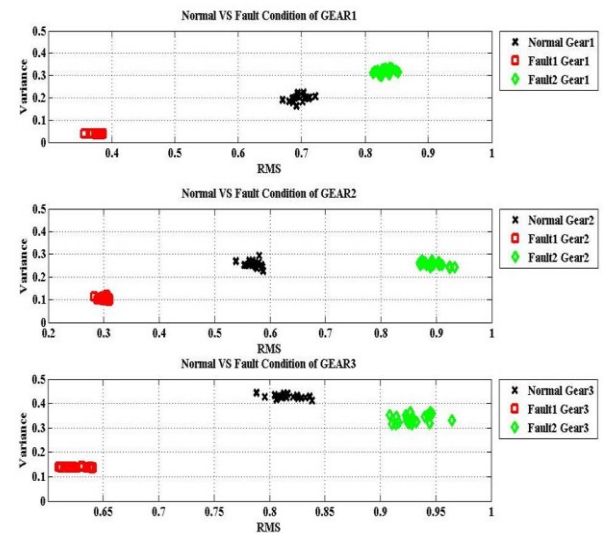 Normal VS Fault Condition of GEAR1
Variance
0.5
0.4
0.3
0.2
0.1
0
0.4 0.5 0.6 0.7 0.8 0.9 1
RMS
Normal Gear1
Fault1 Gear1
Fault2 Gear1
Normal VS Fault Condition of GEAR2
Variance
0.5
0.4
0.3
0.2
0.1
0
0.2 0.3 0.4 0.5 0.6 0.7 0.8 0.9 1
RMS
Normal Gear2
Fault1 Gear2
Fault2 Gear2
Normal VS Fault Condition of GEAR3
Variance
0.5
0.4
0.3
0.2
0.1
0
0.65 0.7 0.75 0.8 0.85 0.9 0.95 1
RMS
Normal Gear3
Fault1 Gear3
Fault2 Gear3